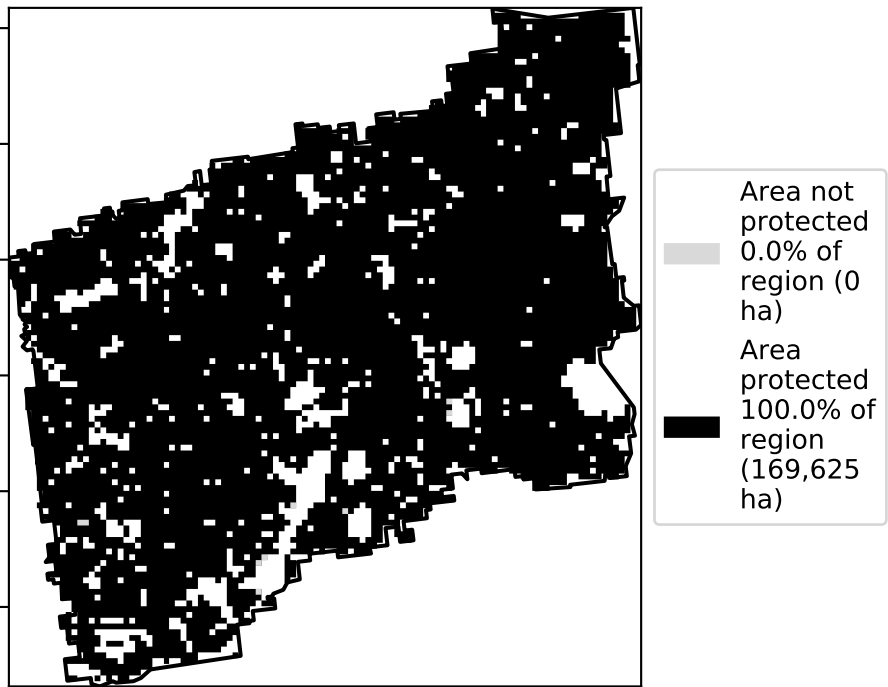 Area not
protected
0.0% of
region (0
ha)
Area
protected
100.0% of
region
(169,625
ha)